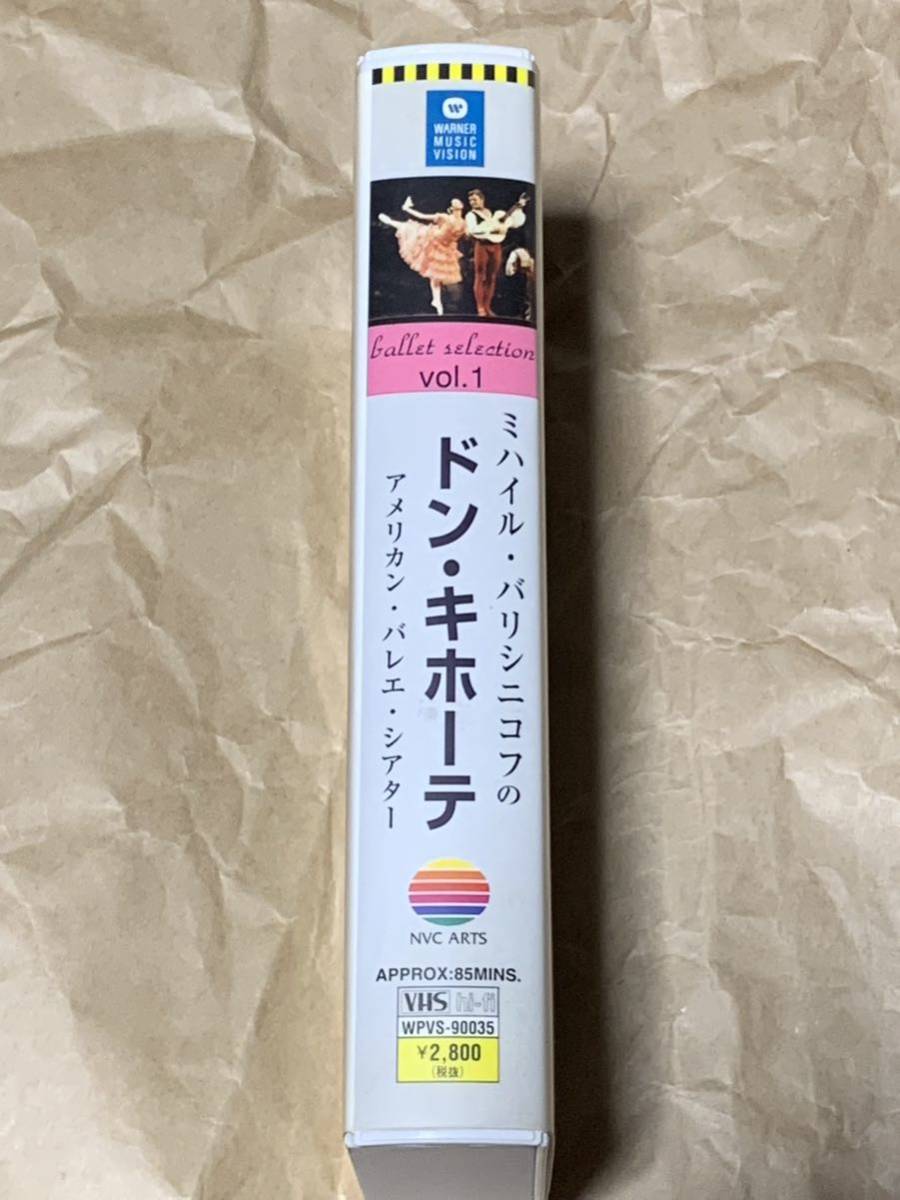 WARNER
MUSIC
VISION
ballet selection
vol.1
ミハイル・バリシニコフの
ドン・キホーテ
アメリカン・バレエ・シアター
NVC ARTS
APPROX:85MINS.
VHS hi-fi
WPVS-90035
¥2,800
(税抜)